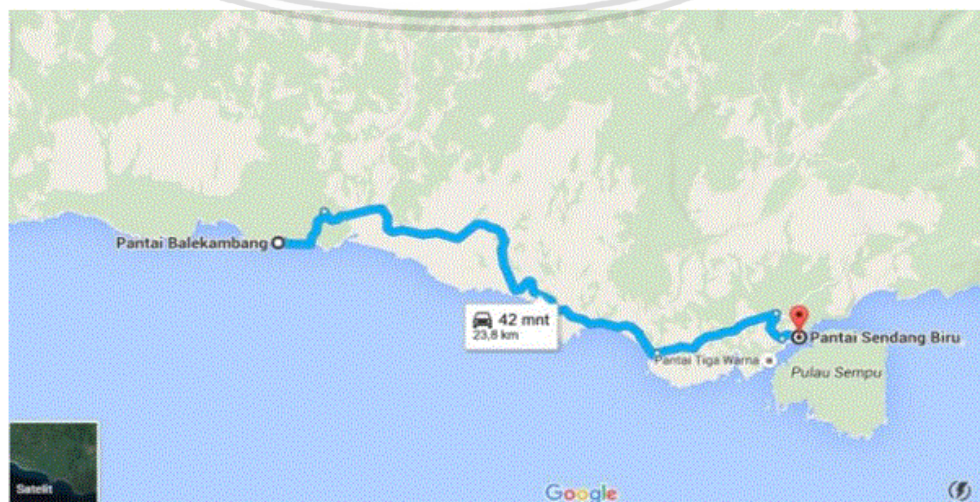 Pantai Balekambang
42 mnt
23,8 km
Pantai Sendang Biru
Pantai Tiga Warna
Pulau Sempu
Satelit
Google